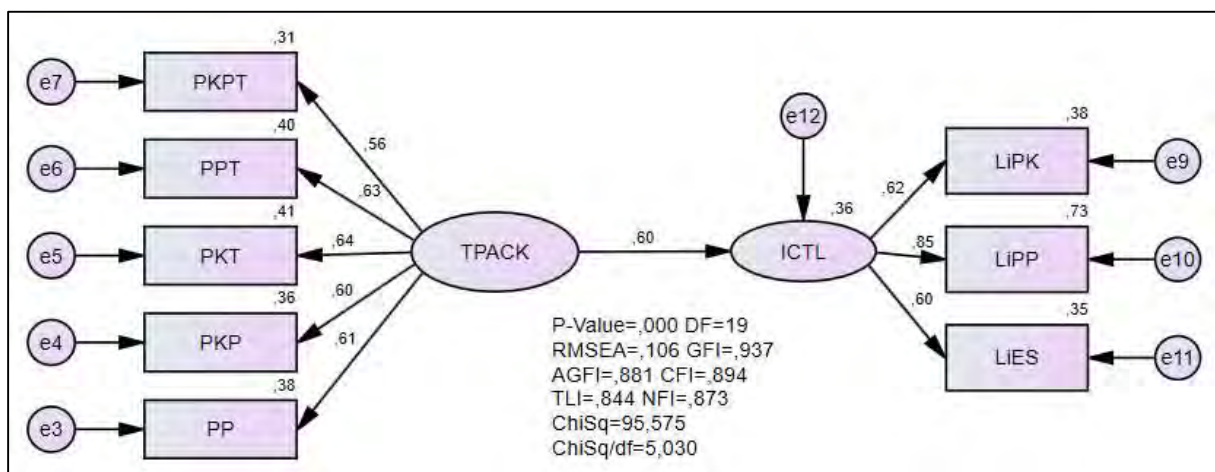 ,31
e7
PKPT
,56
,40
e6
PPT
,63
,41
e5
PKT
,64
,36
e4
PKP
,60
,38
e3
PP
,61
TPACK
,60
e12
,36
ICTL
,38
,62
LiPK
e9
,73
,85
LiPP
e10
,35
,60
LiES
e11
P-Value=,000 DF=19
RMSEA=,106 GFI=,937
AGFI=,881 CFI=,894
TLI=,844 NFI=,873
ChiSq=95,575
ChiSq/df=5,030